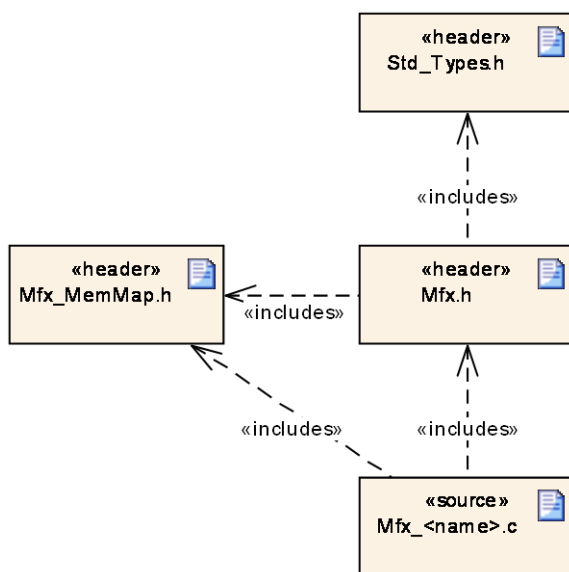 «header»
Std_Types.h
«includes»
«header»
Mfx_MemMap.h
«header»
Mfx.h
«includes»
«includes»
«includes»
«source»
Mfx_<name>.c